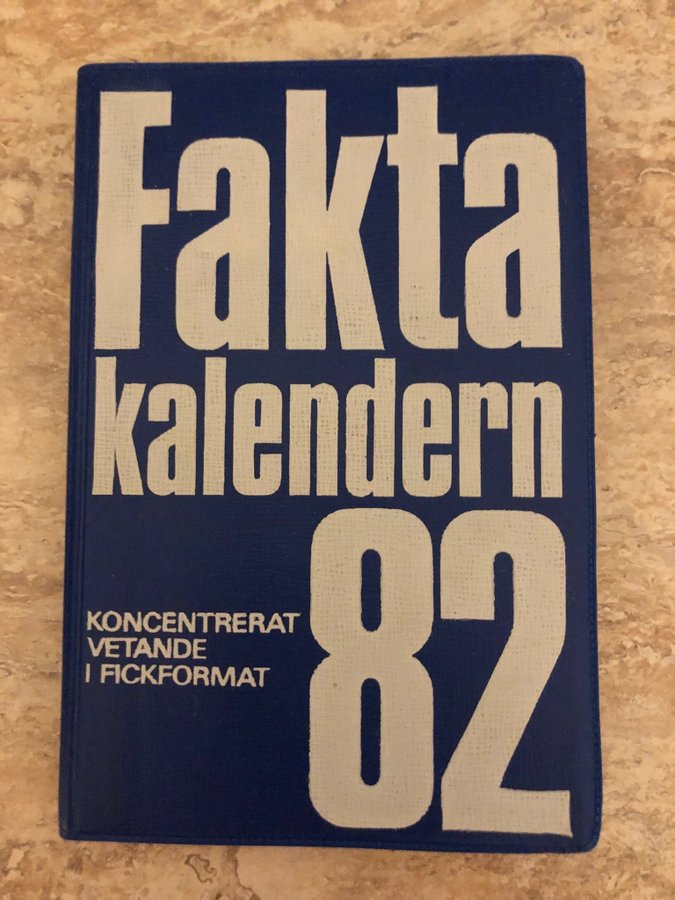 Fakta
kalendern
82
KONCENTRERAT
VETANDE
I FICKFORMAT